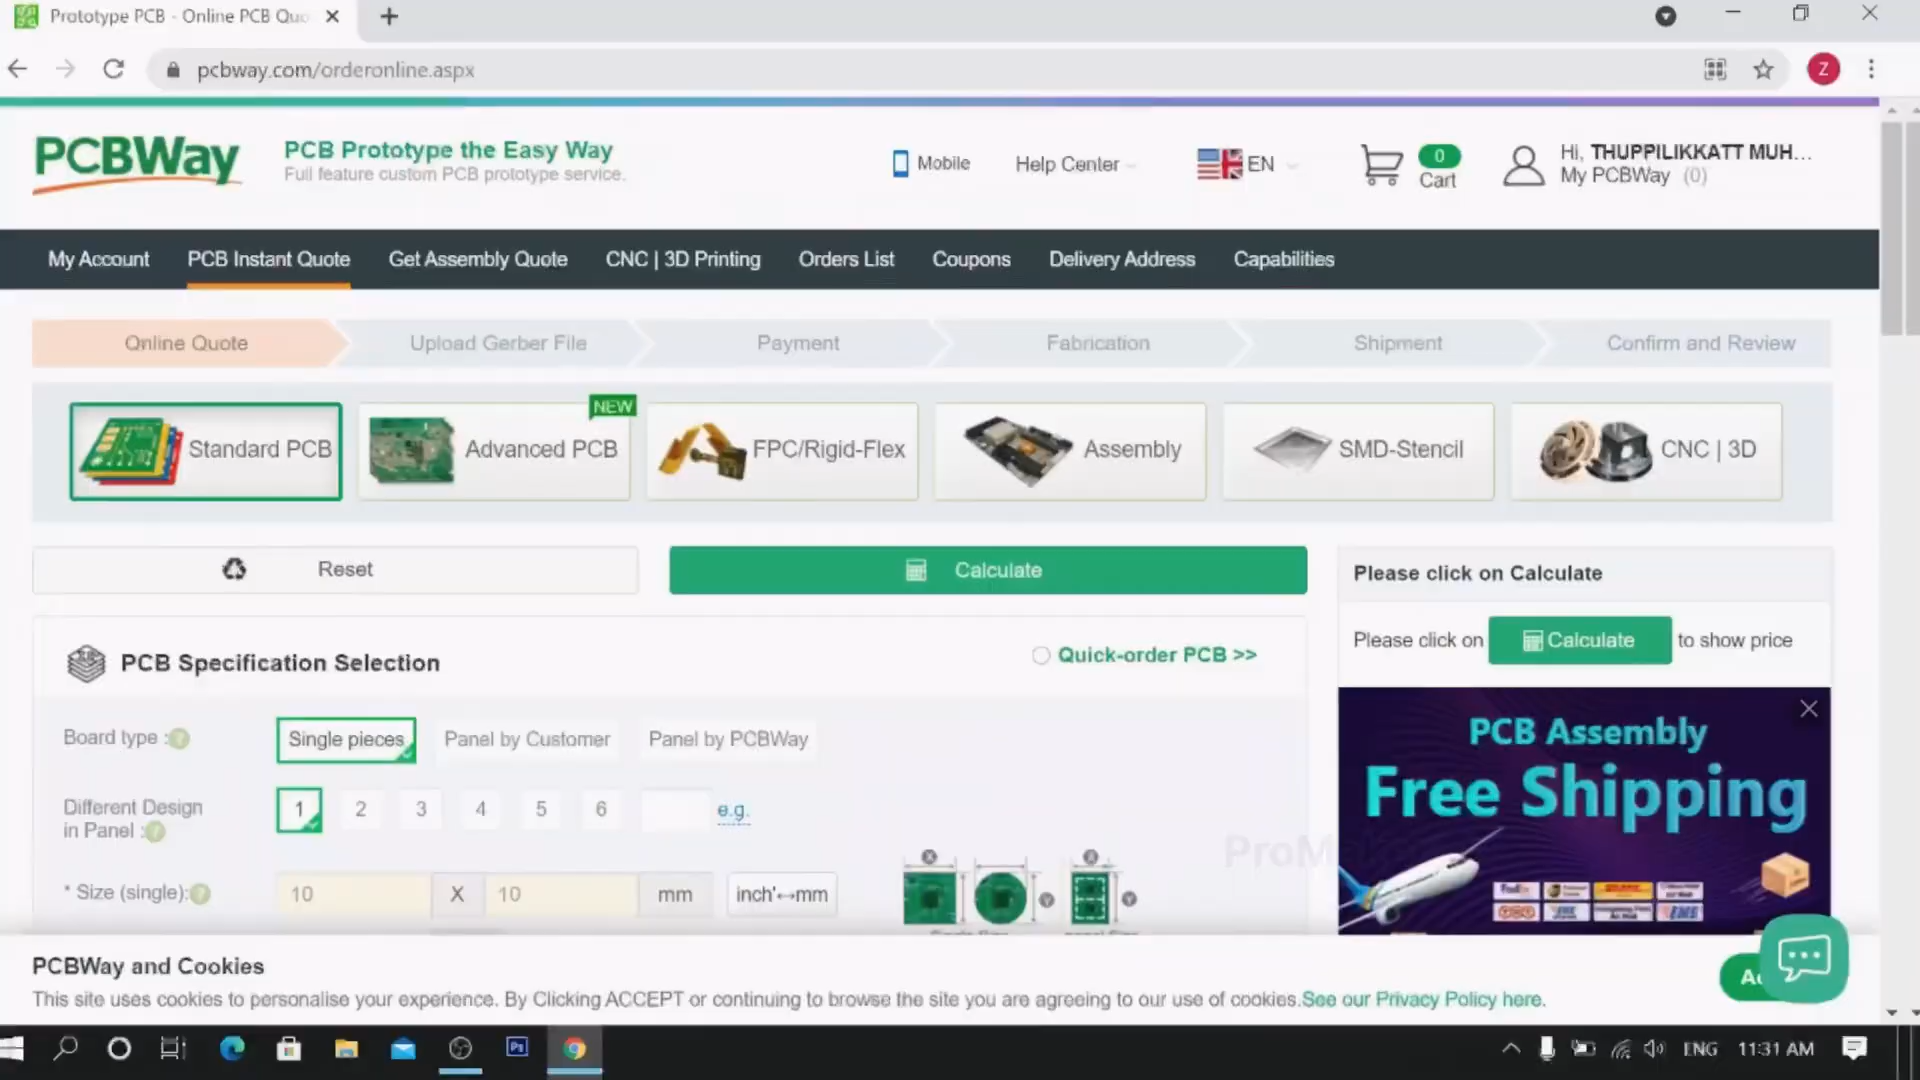 Prototype PCB - Online PCB Quo
pcbway.com/orderonline.aspx
Z
PCBWay
PCB Prototype the Easy Way
Full feature custom PCB prototype service.
Mobile
Help Center
EN
0
Cart
Hi, THUPPILIKKATT MUH...
My PCBWay (0)
My Account
PCB Instant Quote
Get Assembly Quote
CNC | 3D Printing
Orders List
Coupons
Delivery Address
Capabilities
Online Quote
Upload Gerber File
Payment
Fabrication
Shipment
Confirm and Review
Standard PCB
NEW
Advanced PCB
FPC/Rigid-Flex
Assembly
SMD-Stencil
CNC | 3D
Reset
Calculate
Please click on Calculate
Please click on Calculate to show price
PCB Specification Selection
Quick-order PCB >>
Board type :
Single pieces
Panel by Customer
Panel by PCBWay
Different Design
in Panel :
1
2
3
4
5
6
e.g.
* Size (single):
10 X 10 mm
inch'↔mm
PCB Assembly
Free Shipping
PCBWay and Cookies
This site uses cookies to personalise your experience. By Clicking ACCEPT or continuing to browse the site you are agreeing to our use of cookies.See our Privacy Policy here.
Ps
ENG
11:31 AM